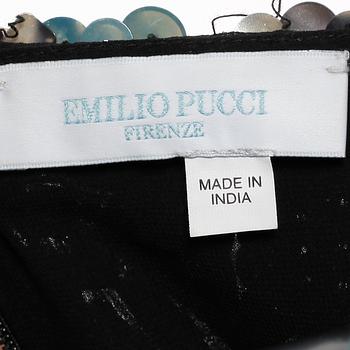 EMILIO PUCCI
FIRENZE
MADE IN
INDIA